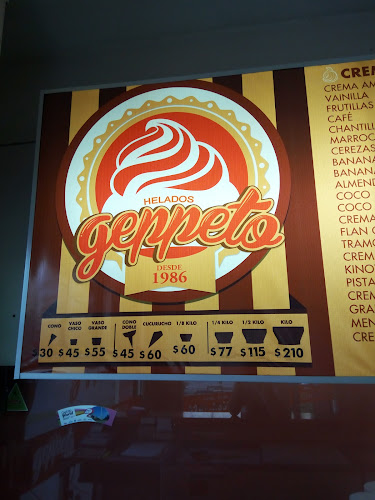 HELADOS
geppeto
DESDE
1986
CONO VASO CHICO VASO GRANDE CONO DOBLE CUCURUCHO 1/8 KILO 1/4 KILO 1/2 KILO KILO
$30 $45 $55 $45 $60 $60 $77 $115 $210
CREM
CREMA AM
VAINILLA
FRUTILLAS
CAFÉ
CHANTILL
MARROC
CEREZAS
BANANA
BANANA
ALMEND
COCO
COCO
CREMA
FLAN
TRAMO
CREM
KINOT
PISTA
CREM
GRA
MEN
CRE